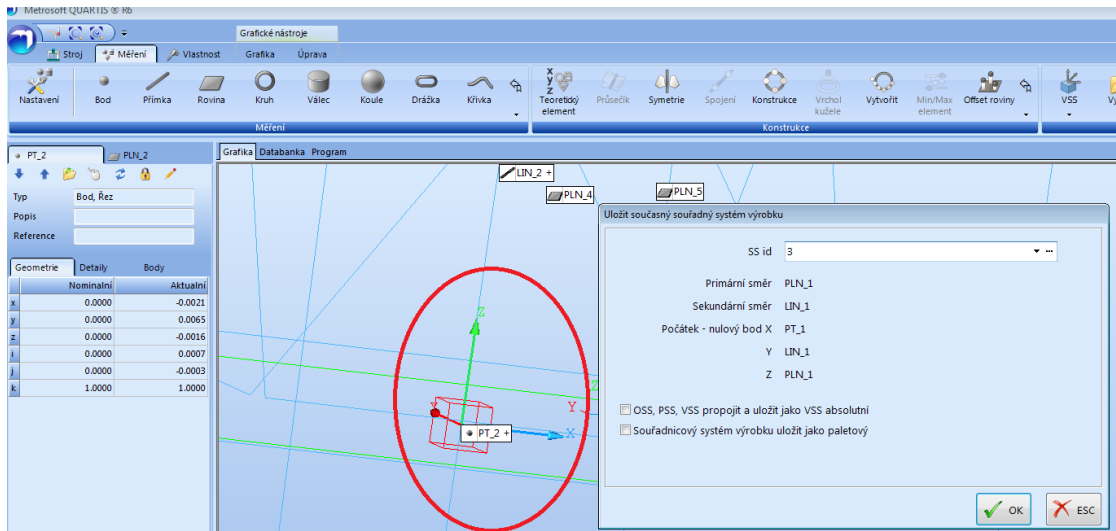 Metrosoft QUARTIS ® R6
Grafické nástroje
Stroj Měření Vlastnost Grafika Úprava
Nastavení Bod Přímka Rovina Kruh Válec Koule Drážka Křivka
Teoretidký element Průsečík Symetrie Spojení Konstrukce Vrchol kužele Vytvořit Min/Max element Offset roviny VSS
Měření Konstrukce
PT_2 PLN_2
Grafika Databanka Program
Typ Bod, Řez
Popis
Reference
Geometrie Detaily Body
Nominalní Aktualní
x 0.0000 -0.0021
y 0.0000 0.0065
z 0.0000 -0.0016
i 0.0000 0.0007
j 0.0000 -0.0003
k 1.0000 1.0000
LIN_2 +
PLN_4
PLN_5
Z
Y
PT_2 +
X
Z
Uložit současný souřadný systém výrobku
SS id 3
Primární směr PLN_1
Sekundární směr LIN_1
Počátek - nulový bod X PT_1
Y LIN_1
Z PLN_1
OSS, PSS, VSS propojit a uložit jako VSS absolutní
Souřadnicový systém výrobku uložit jako paletový
OK ESC